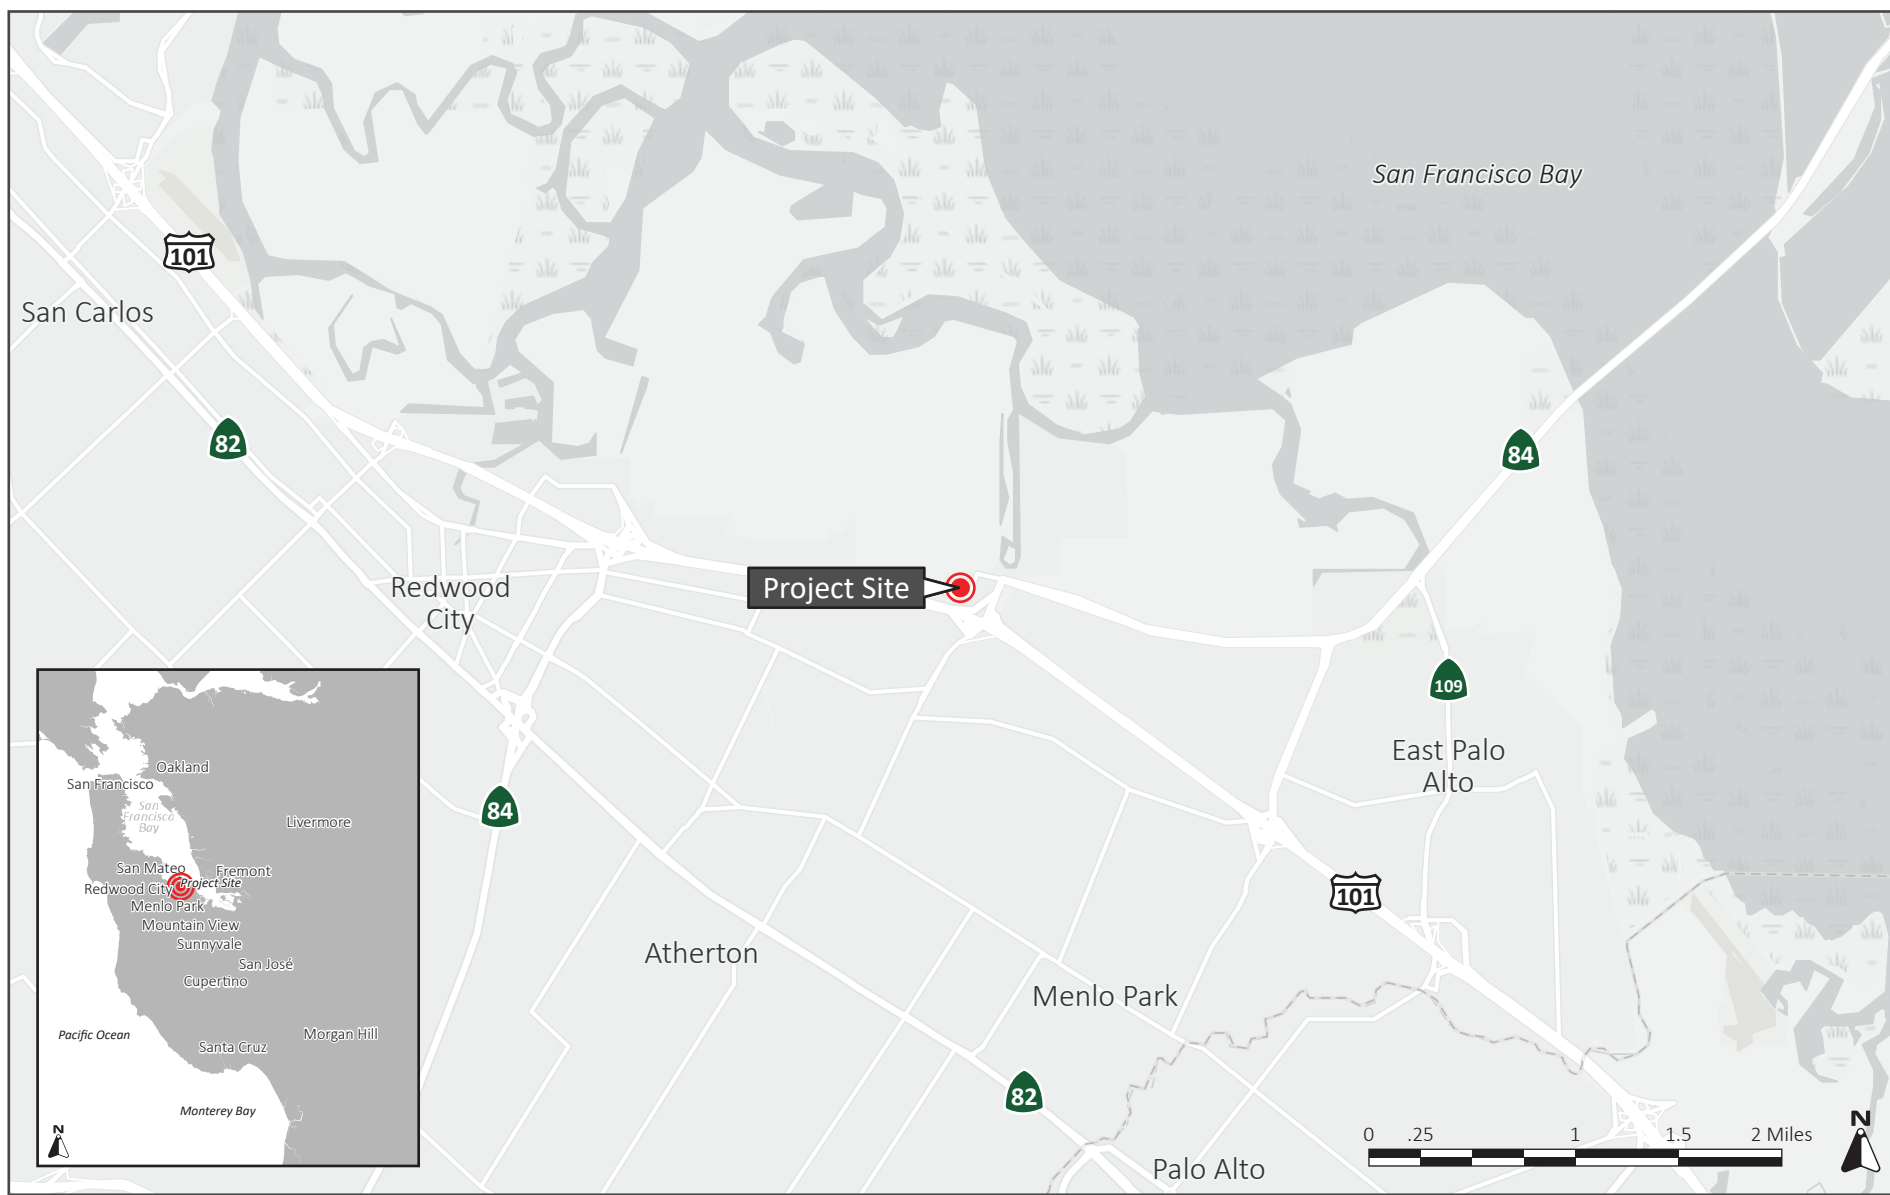 San Francisco Bay
101
San Carlos
82
84
Redwood
City
Project Site
109
East Palo
Alto
84
101
Atherton
Menlo Park
82
Palo Alto
0 .25 1 1.5 2 Miles
N
Oakland
San Francisco
San
Francisco
Bay
Livermore
San Mateo
Fremont
Project Site
Redwood City
Menlo Park
Mountain View
Sunnyvale
San José
Cupertino
Pacific Ocean
Morgan Hill
Santa Cruz
Monterey Bay
N